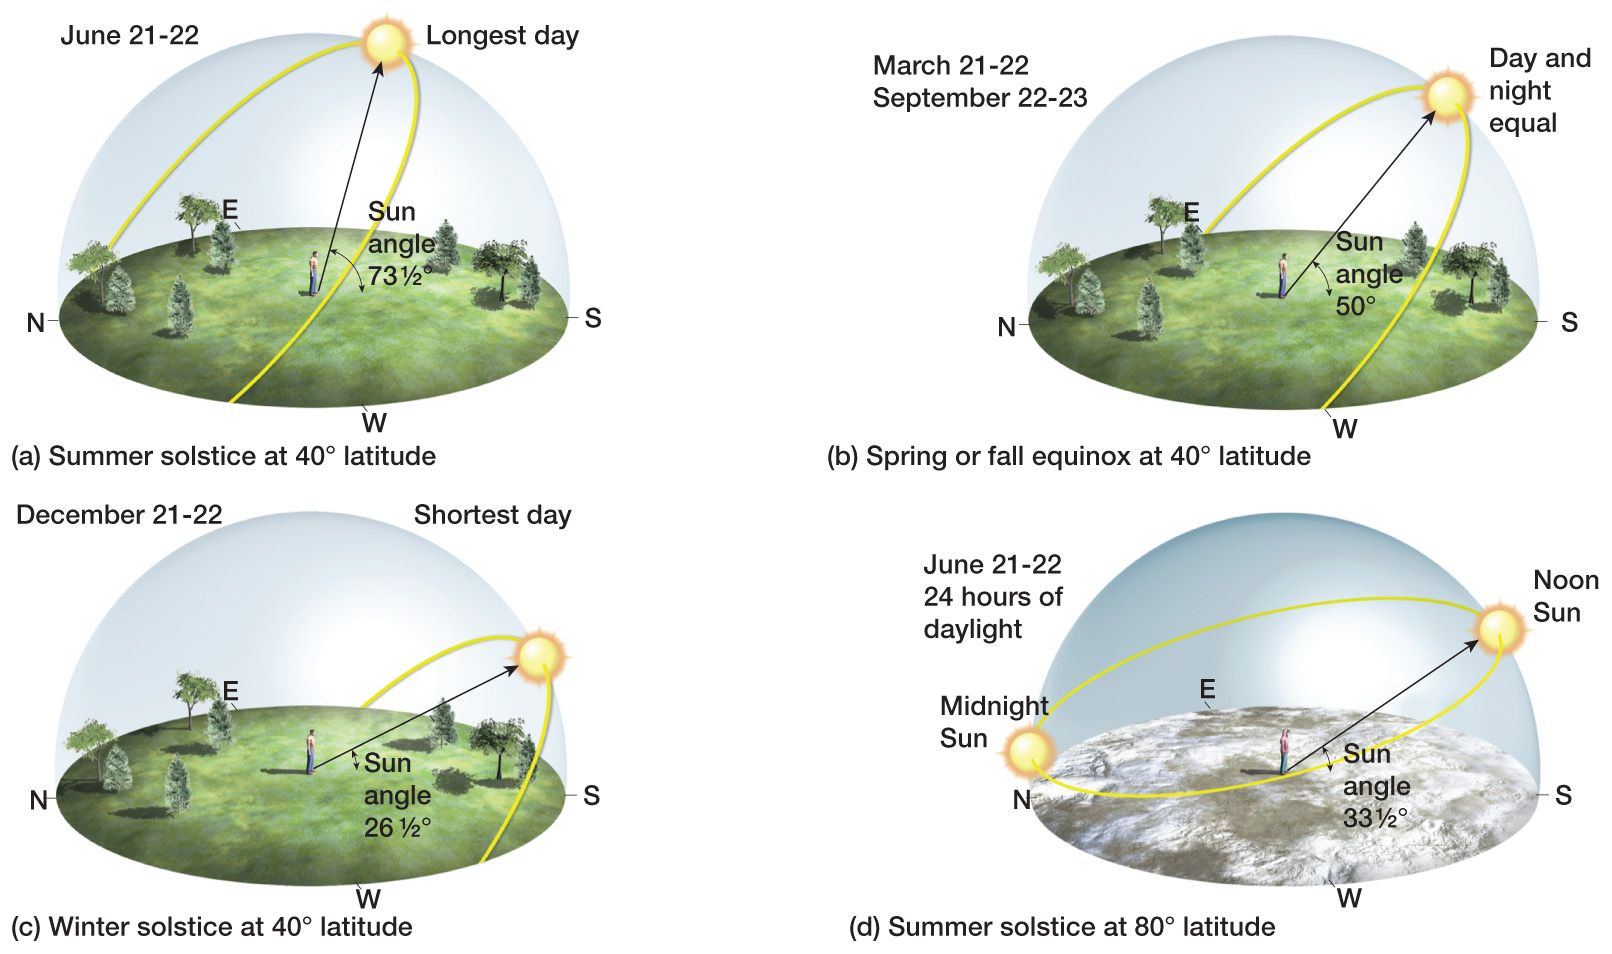 June 21-22
Longest day
E
Sun
angle
73½°
N
S
W
(a) Summer solstice at 40° latitude
March 21-22
September 22-23
Day and
night
equal
E
Sun
angle
50°
N
S
W
(b) Spring or fall equinox at 40° latitude
December 21-22
Shortest day
E
Sun
angle
26½°
N
S
W
(c) Winter solstice at 40° latitude
June 21-22
24 hours of
daylight
Noon
Sun
Midnight
Sun
E
Sun
angle
33½°
N
S
W
(d) Summer solstice at 80° latitude